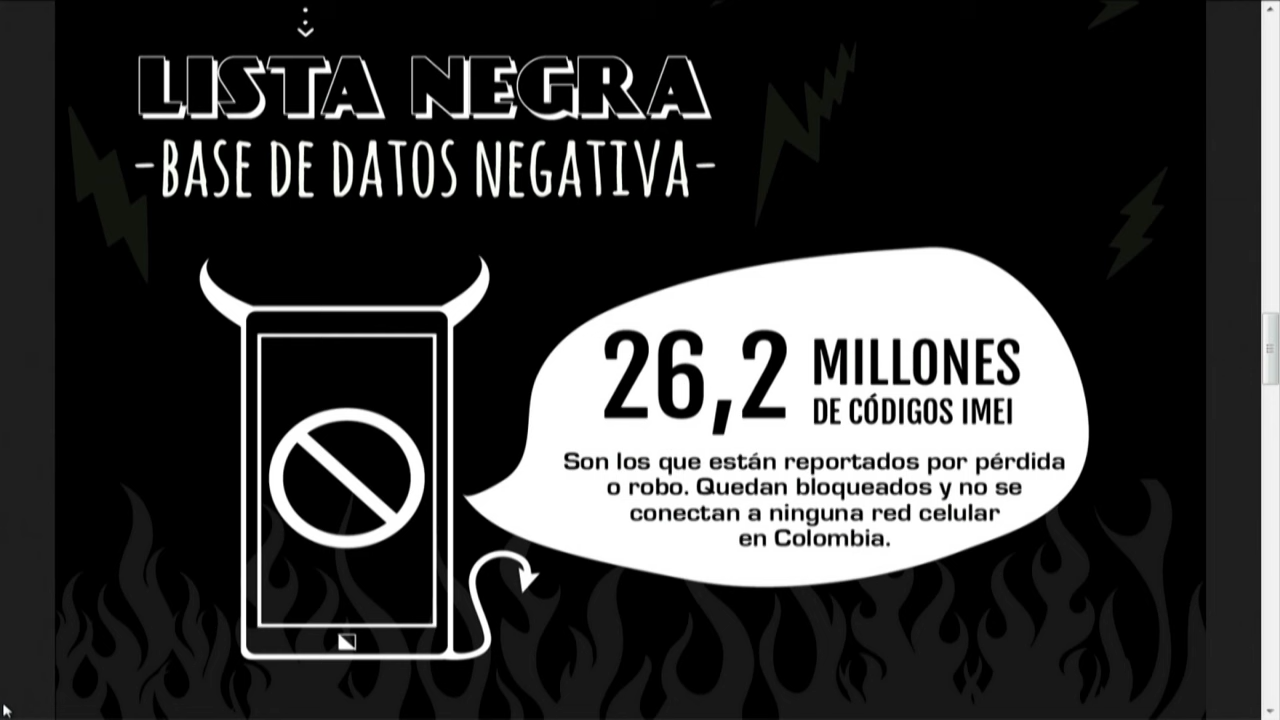 LISTA NEGRA
-BASE DE DATOS NEGATIVA-
26,2 MILLONES
DE CÓDIGOS IMEI
Son los que están reportados por pérdida
o robo. Quedan bloqueados y no se
conectan a ninguna red celular
en Colombia.